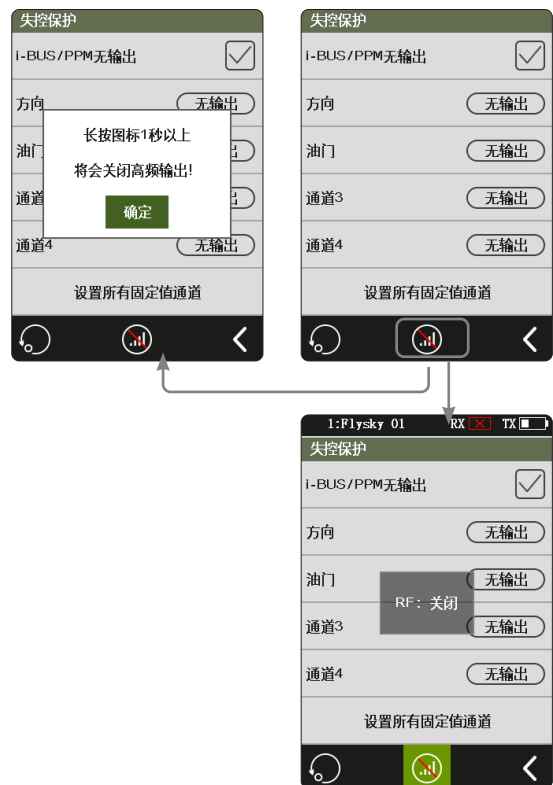 失控保护
i-BUS/PPM无输出
方向
无输出
长按图标1秒以上
将会关闭高频输出!
确定
油门
通道
通道4
无输出
设置所有固定值通道
失控保护
i-BUS/PPM无输出
方向
无输出
油门
无输出
通道3
无输出
通道4
无输出
设置所有固定值通道
1:Flysky 01 RX TX
失控保护
i-BUS/PPM无输出
方向
无输出
油门
无输出
RF: 关闭
通道3
无输出
通道4
无输出
设置所有固定值通道